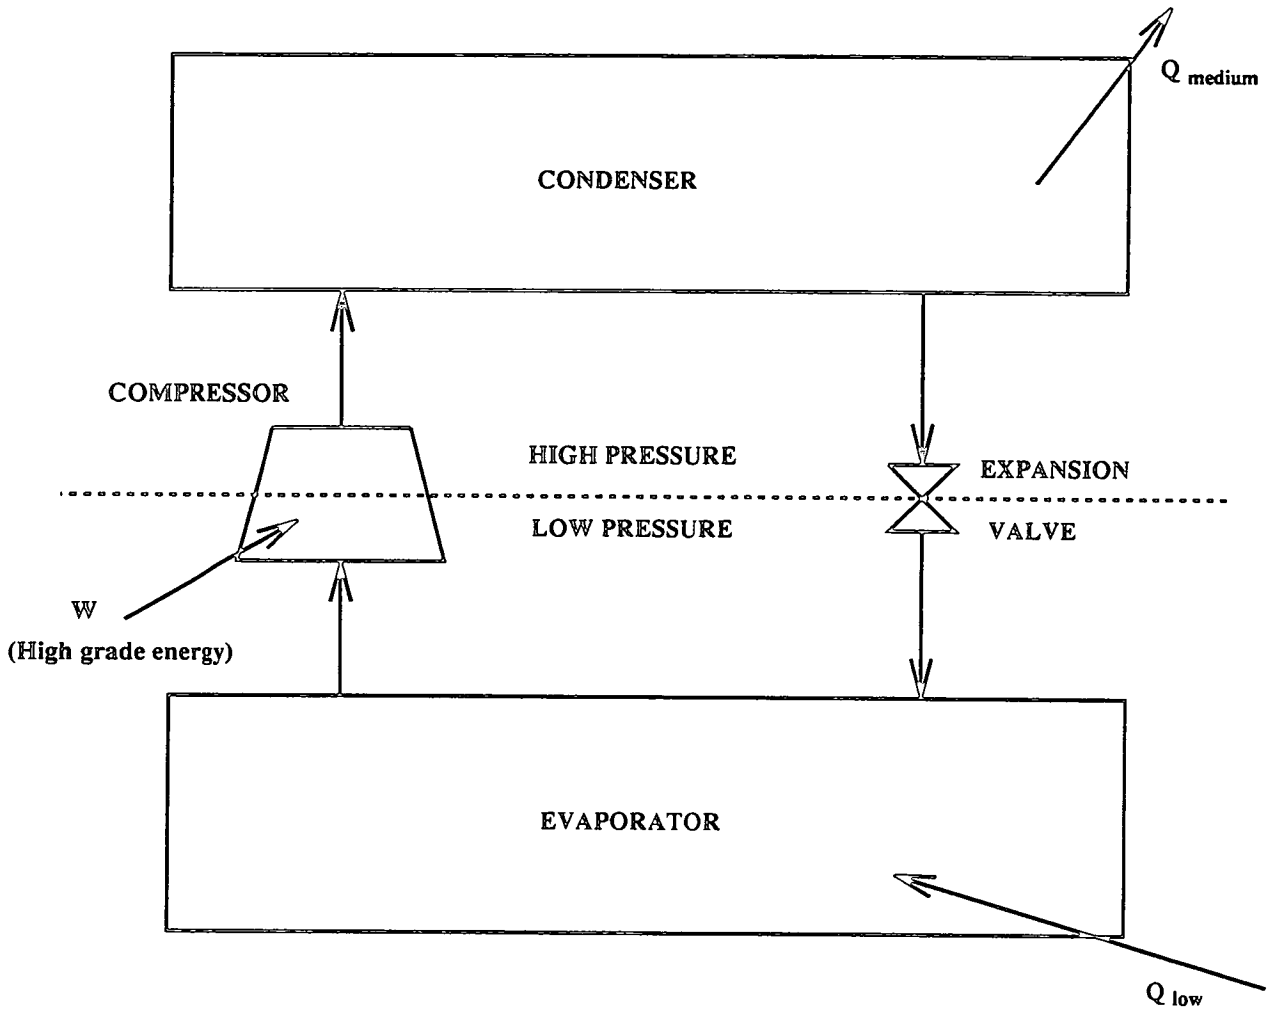 Q medium
CONDENSER
COMPRESSOR
HIGH PRESSURE
EXPANSION
LOW PRESSURE
VALVE
W
(High grade energy)
EVAPORATOR
Q low